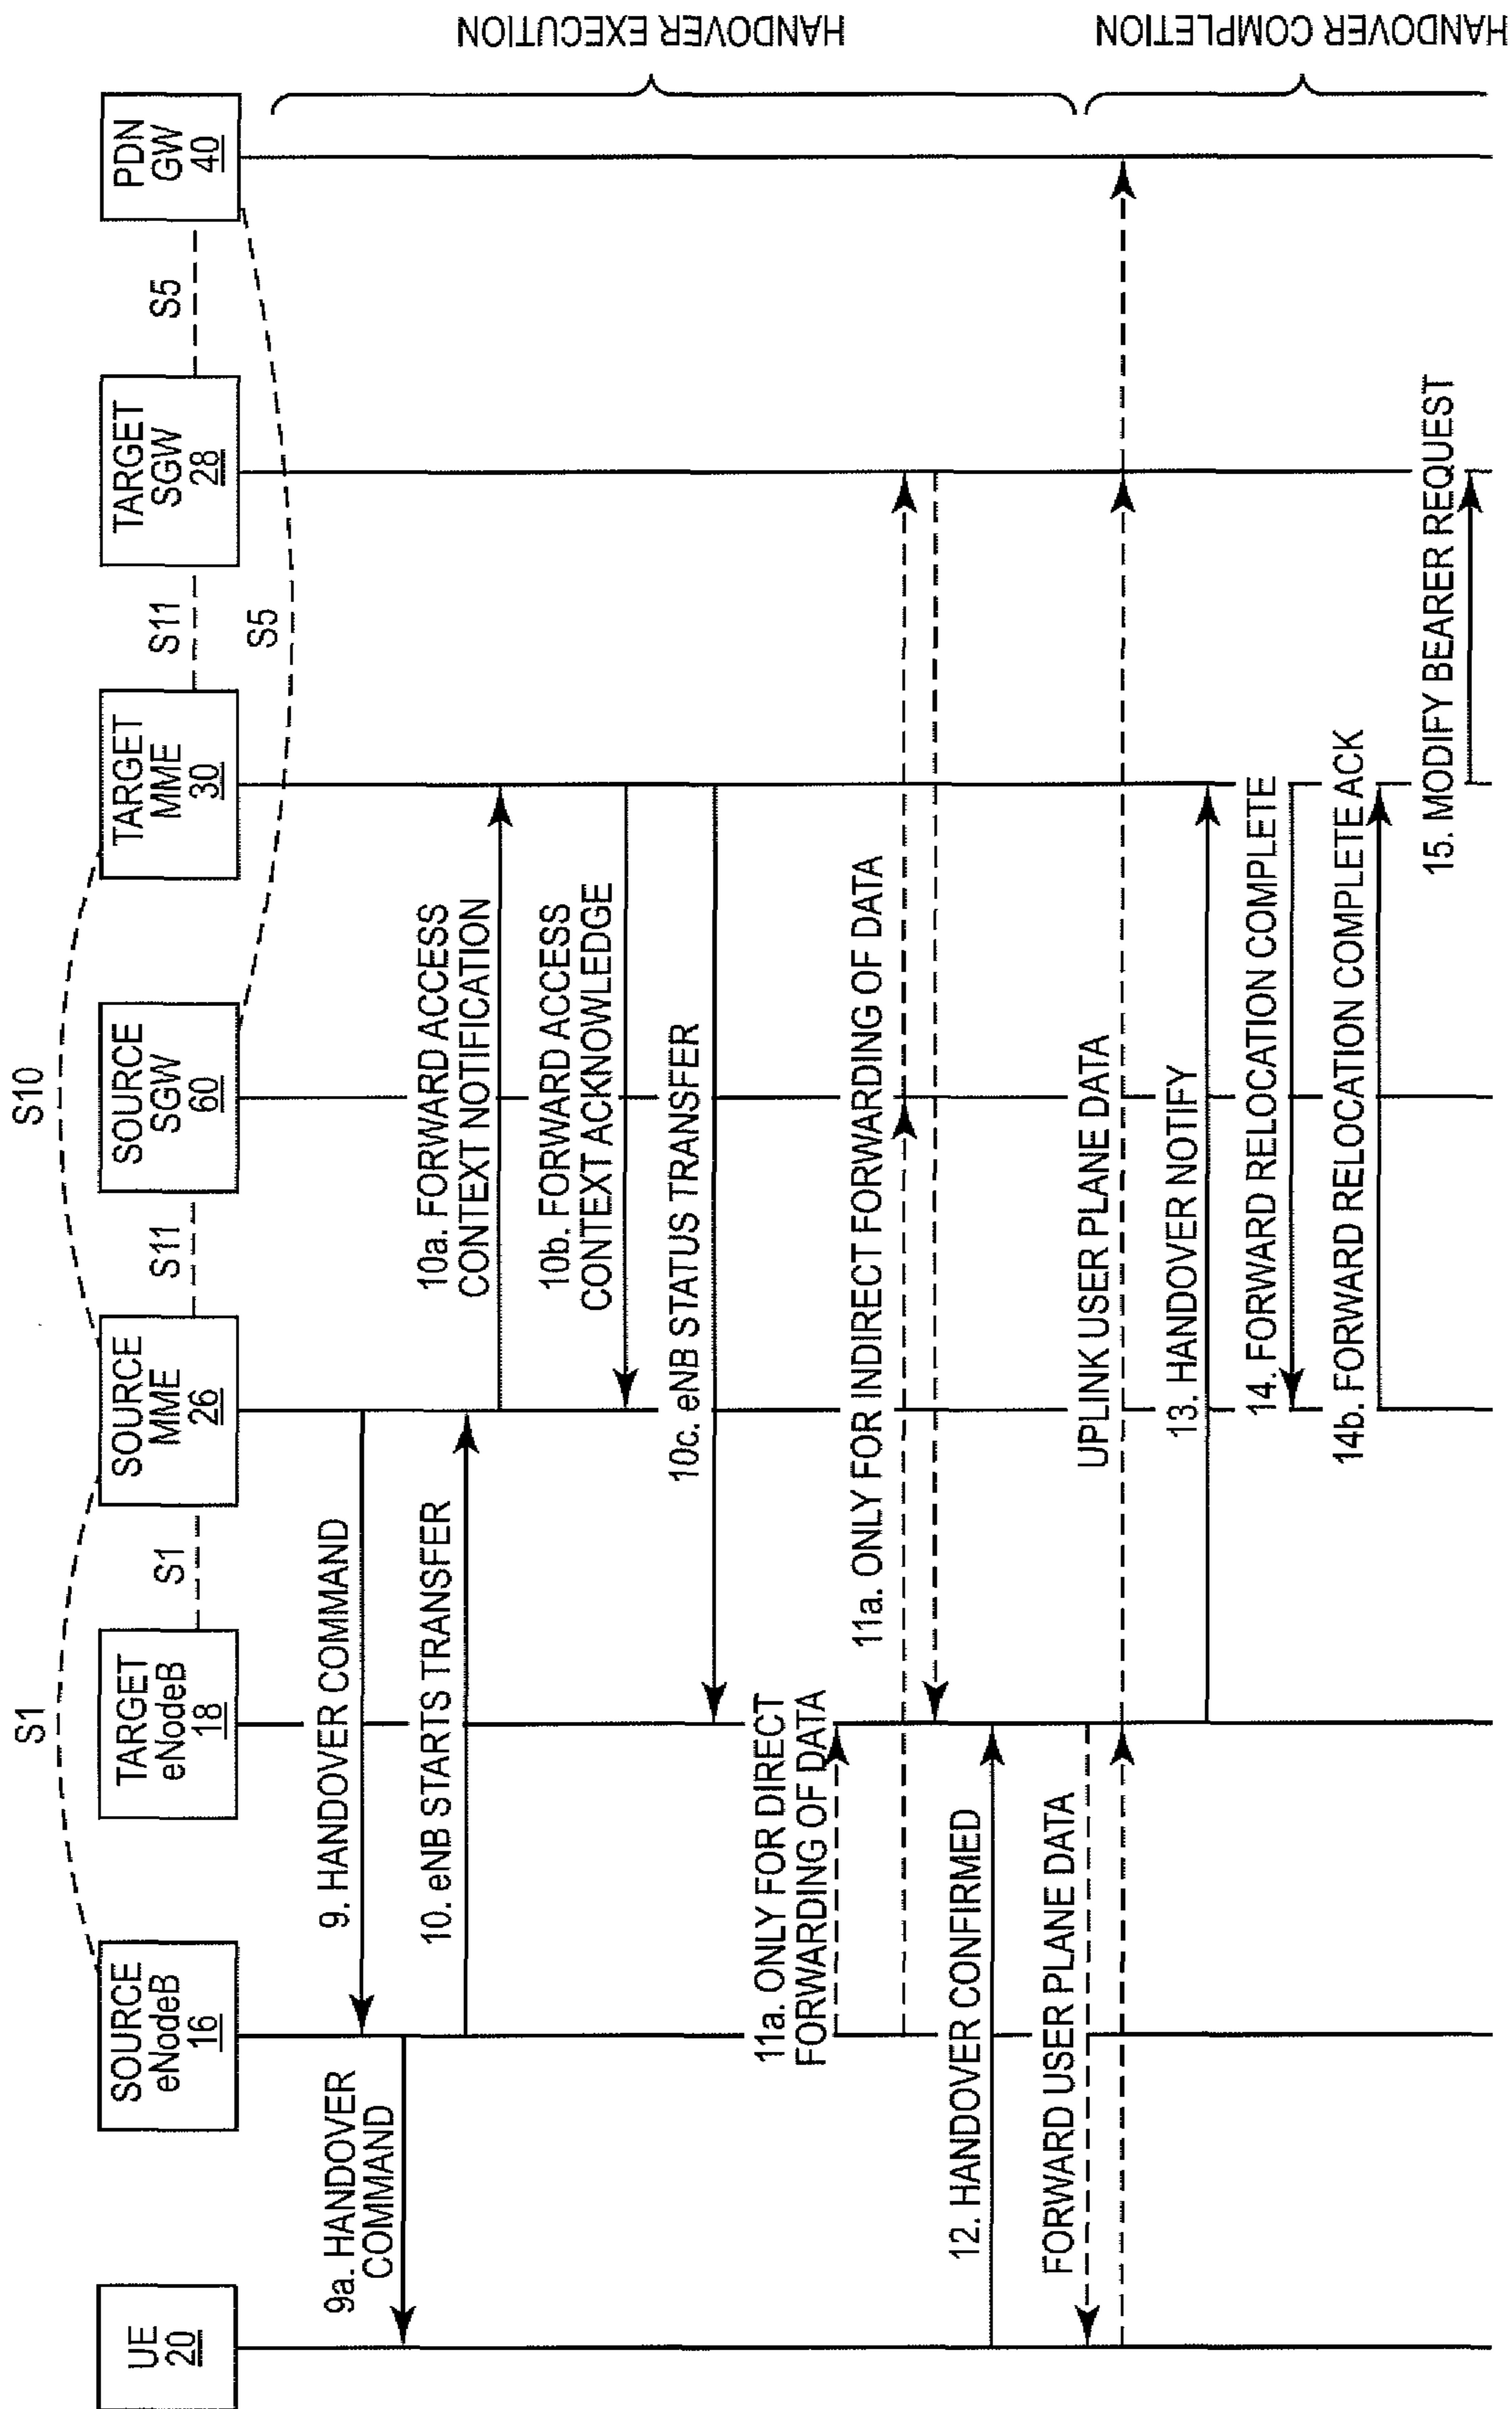 S1
S10
UE
20
SOURCE
eNodeB
16
TARGET
eNodeB
18
S1
SOURCE
MME
26
S11
SOURCE
SGW
60
TARGET
MME
30
S11
TARGET
SGW
28
S5
PDN
GW
40
S5
9. HANDOVER COMMAND
9a. HANDOVER
COMMAND
10. eNB STARTS TRANSFER
10a. FORWARD ACCESS
CONTEXT NOTIFICATION
10b. FORWARD ACCESS
CONTEXT ACKNOWLEDGE
10c. eNB STATUS TRANSFER
11a. ONLY FOR DIRECT
FORWARDING OF DATA
11a. ONLY FOR INDIRECT FORWARDING OF DATA
12. HANDOVER CONFIRMED
FORWARD USER PLANE DATA
UPLINK USER PLANE DATA
13. HANDOVER NOTIFY
14. FORWARD RELOCATION COMPLETE
14b. FORWARD RELOCATION COMPLETE ACK
15. MODIFY BEARER REQUEST
HANDOVER EXECUTION
HANDOVER COMPLETION